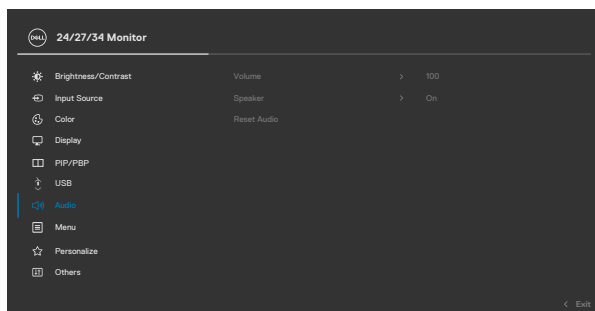 DELL 24/27/34 Monitor
Brightness/Contrast Volume > 100
Input Source Speaker > On
Color Reset Audio
Display
PIP/PBP
USB
Audio
Menu
Personalize
Others
< Exit